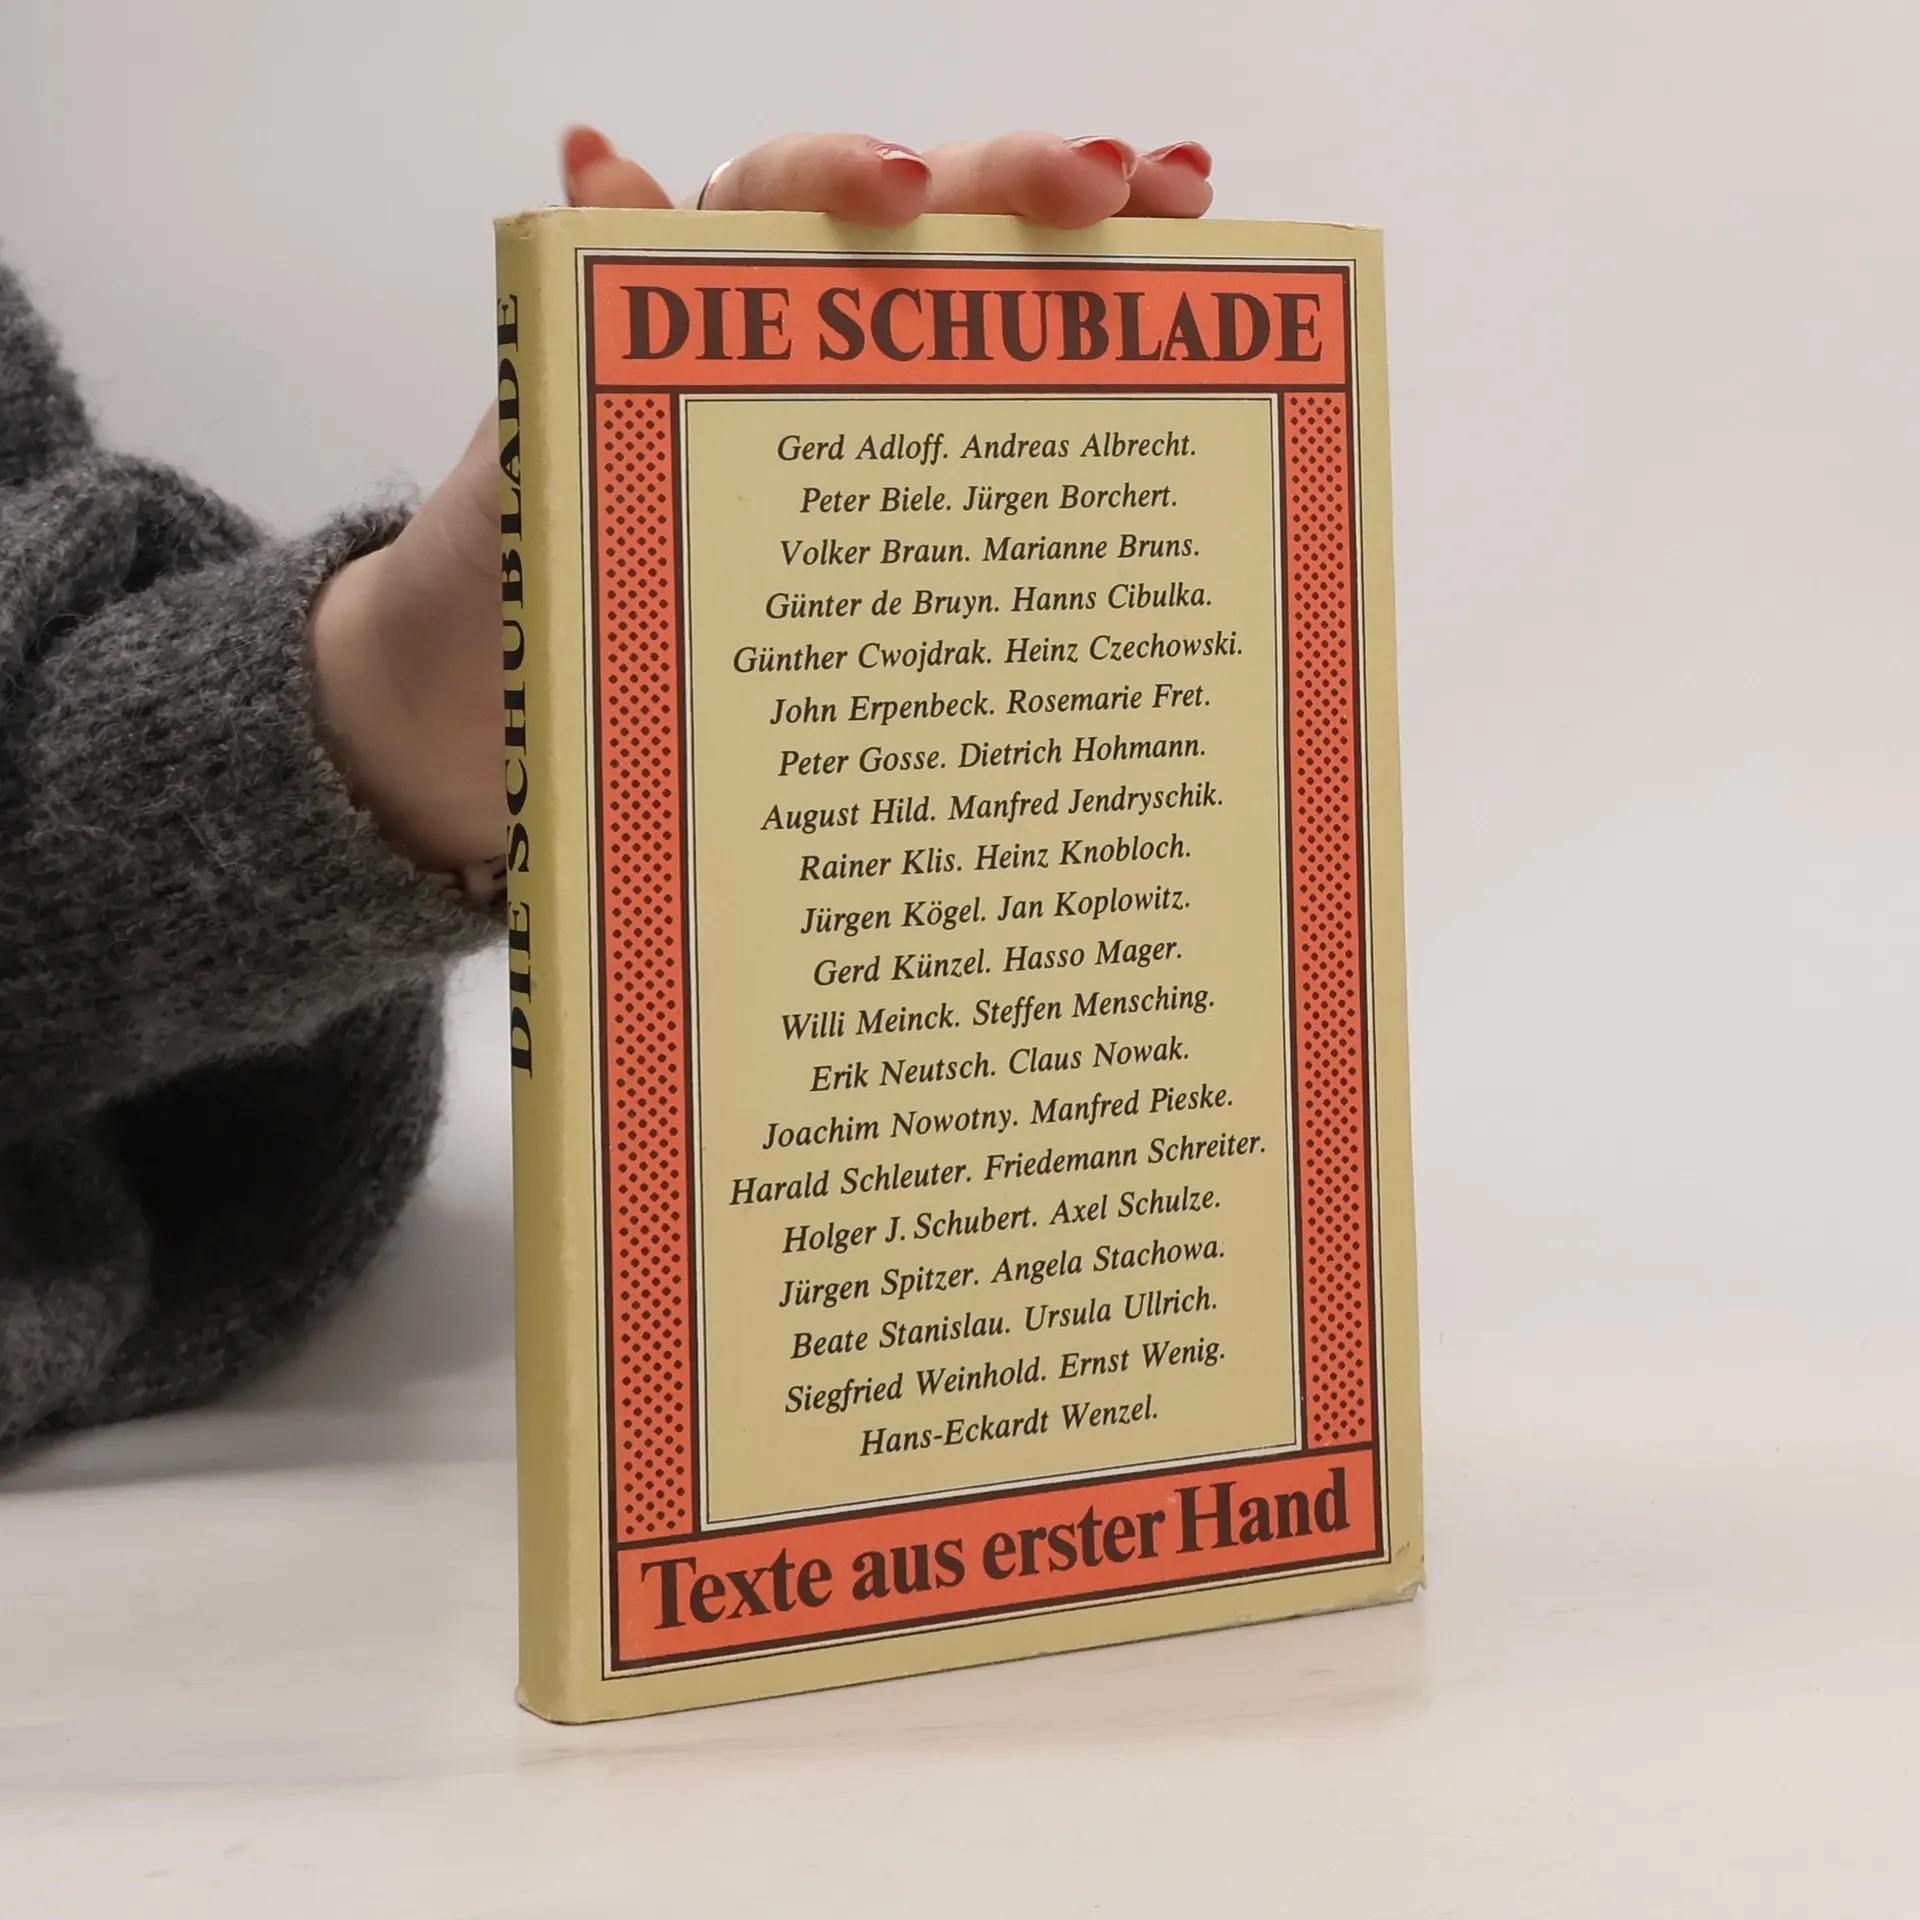 DIE SCHUBLADE
DIE SCHUBLADE
Gerd Adloff. Andreas Albrecht.
Peter Biele. Jürgen Borchert.
Volker Braun. Marianne Bruns.
Günter de Bruyn. Hanns Cibulka.
Günther Cwojdrak. Heinz Czechowski.
John Erpenbeck. Rosemarie Fret.
Peter Gosse. Dietrich Hohmann.
August Hild. Manfred Jendryschik.
Rainer Klis. Heinz Knobloch.
Jürgen Kögel. Jan Koplowitz.
Gerd Künzel. Hasso Mager.
Willi Meinck. Steffen Mensching.
Erik Neutsch. Claus Nowak.
Joachim Nowotny. Manfred Pieske.
Harald Schleuter. Friedemann Schreiter.
Holger J. Schubert. Axel Schulze.
Jürgen Spitzer. Angela Stachowa.
Beate Stanislau. Ursula Ullrich.
Siegfried Weinhold. Ernst Wenig.
Hans-Eckardt Wenzel.
Texte aus erster Hand